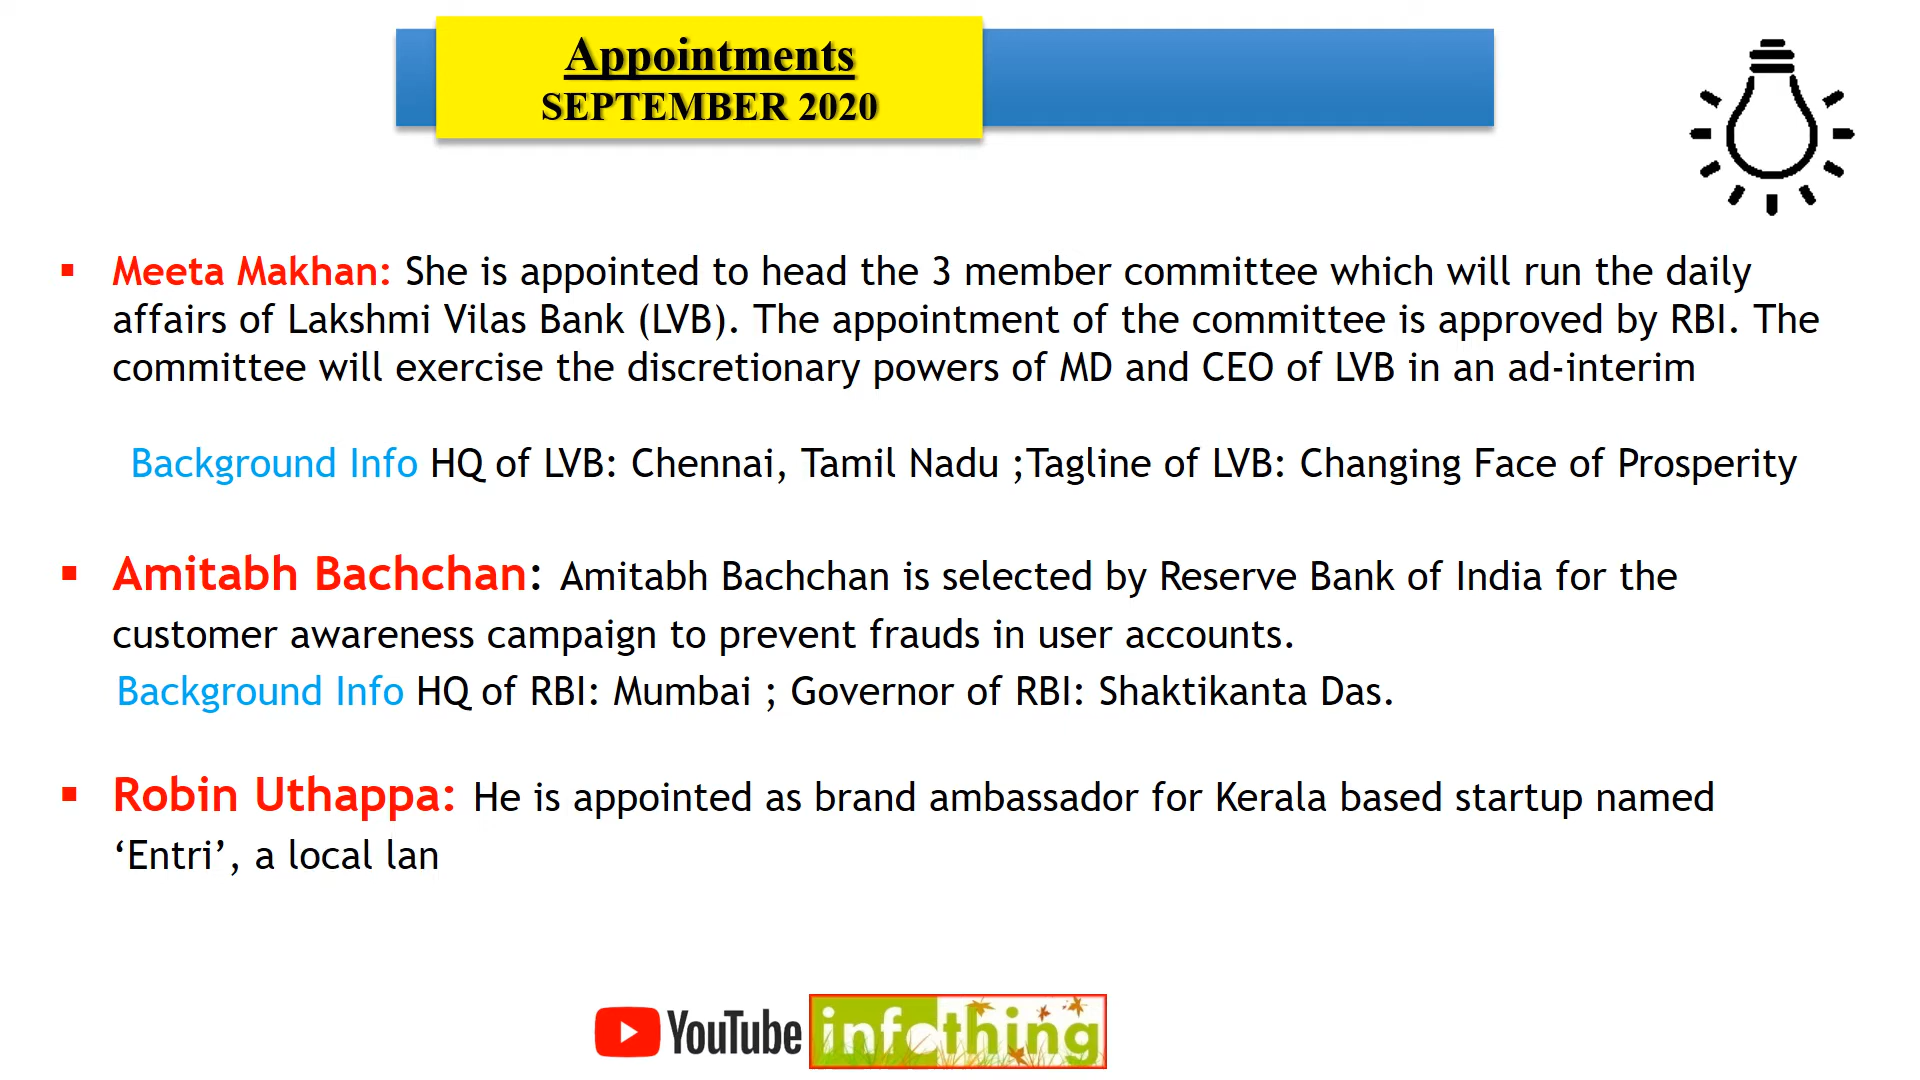 Appointments
SEPTEMBER 2020
▪ Meeta Makhan: She is appointed to head the 3 member committee which will run the daily
affairs of Lakshmi Vilas Bank (LVB). The appointment of the committee is approved by RBI. The
committee will exercise the discretionary powers of MD and CEO of LVB in an ad-interim
Background Info HQ of LVB: Chennai, Tamil Nadu ;Tagline of LVB: Changing Face of Prosperity
▪ Amitabh Bachchan: Amitabh Bachchan is selected by Reserve Bank of India for the
customer awareness campaign to prevent frauds in user accounts.
Background Info HQ of RBI: Mumbai ; Governor of RBI: Shaktikanta Das.
▪ Robin Uthappa: He is appointed as brand ambassador for Kerala based startup named
‘Entri’, a local lan
YouTube infothing